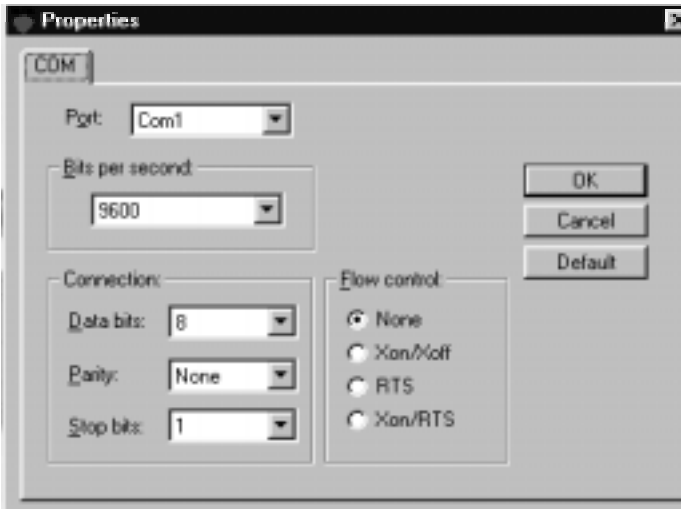 Properties
COM
Port: Com1
Bits per second:
9600
OK
Cancel
Default
Connection:
Data bits: 8
Parity: None
Stop bits: 1
Flow control:
None
Xon/Xoff
RTS
Xon/RTS